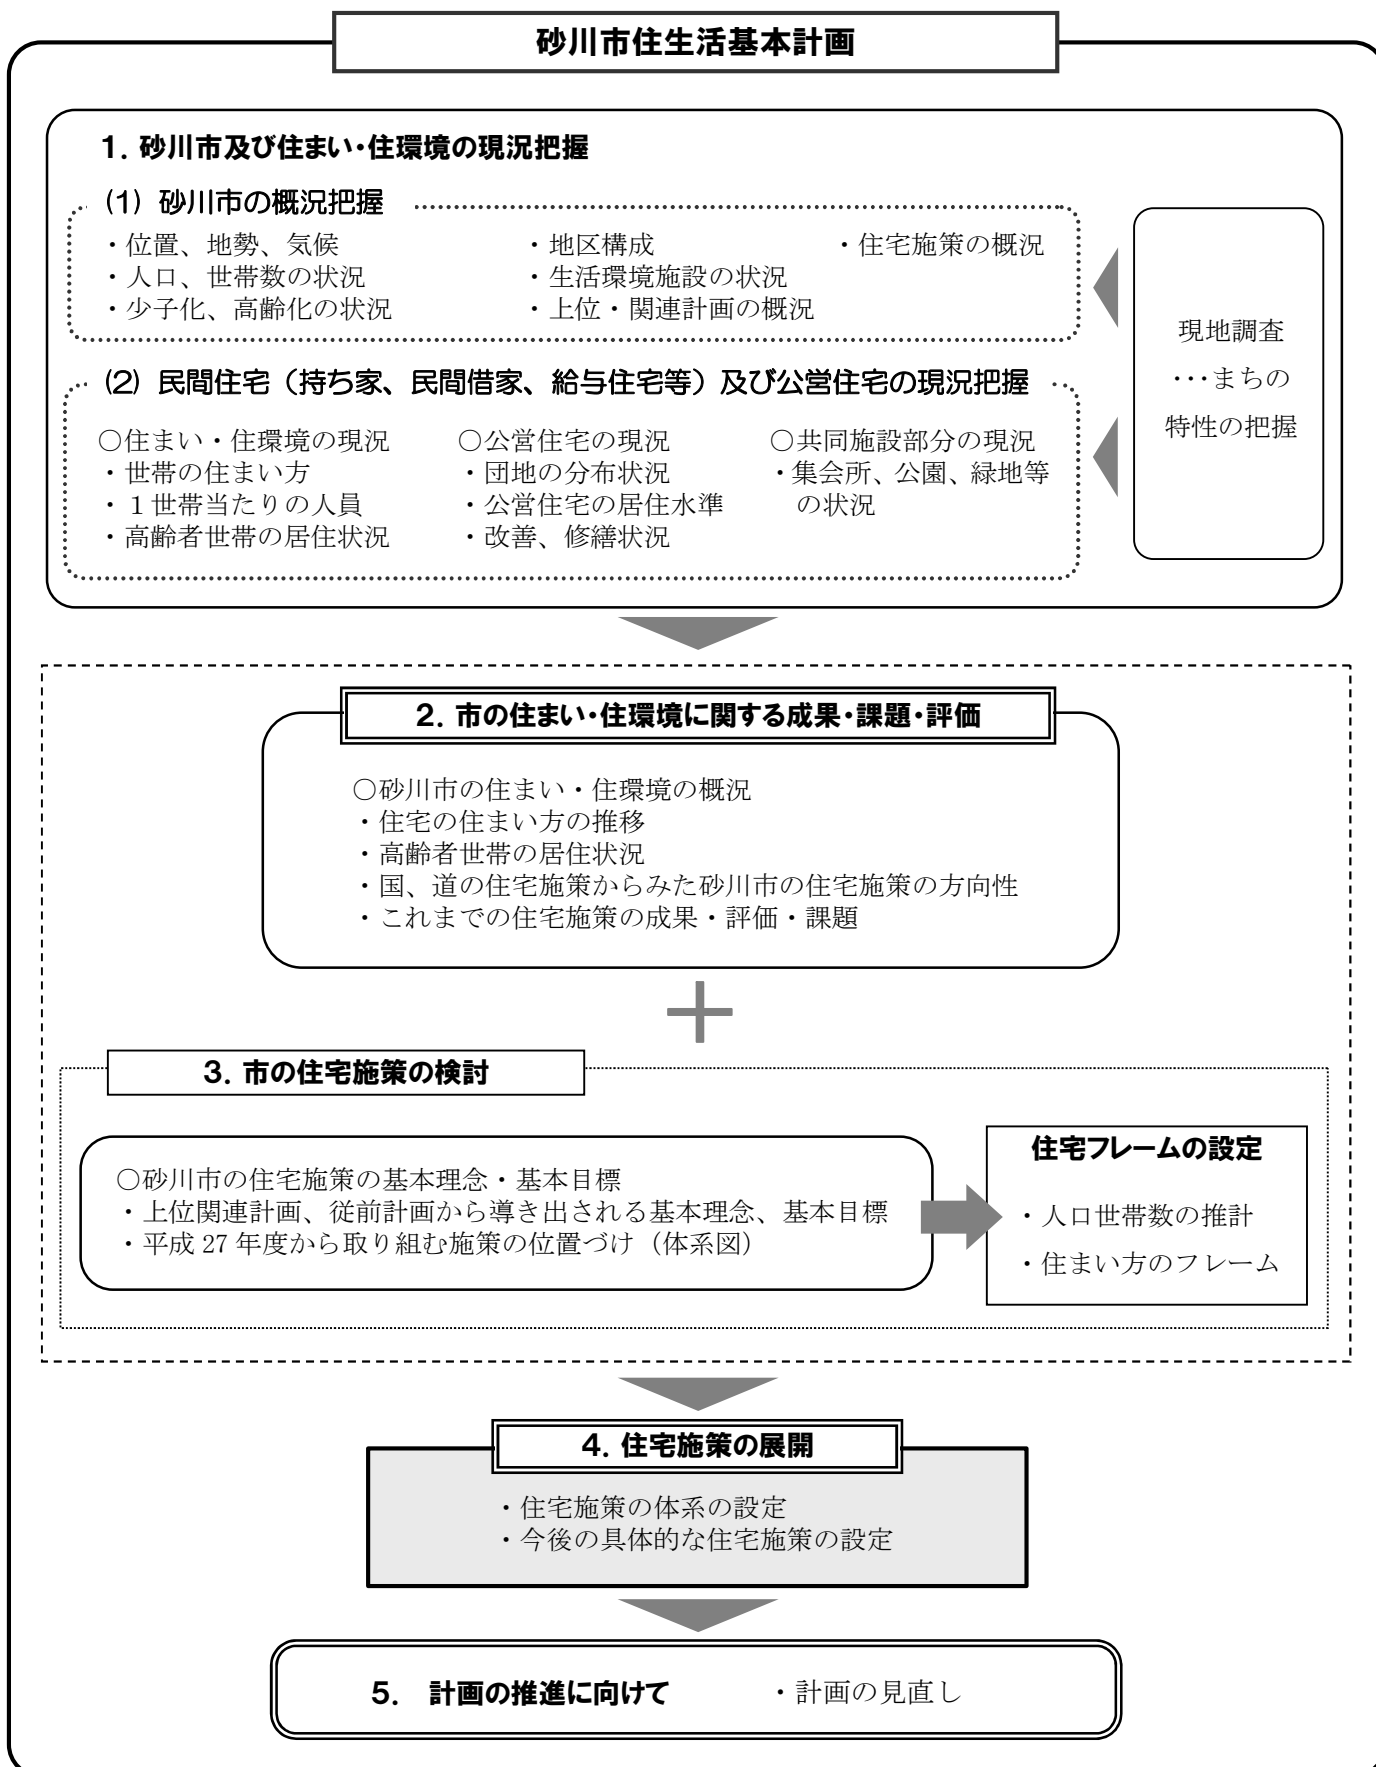 砂川市住生活基本計画
１．砂川市及び住まい・住環境の現況把握
(1) 砂川市の概況把握
・位置、地勢、気候
・人口、世帯数の状況
・少子化、高齢化の状況
・地区構成
・生活環境施設の状況
・上位・関連計画の概況
・住宅施策の概況
(2) 民間住宅（持ち家、民間借家、給与住宅等）及び公営住宅の現況把握
○住まい・住環境の現況
・世帯の住まい方
・１世帯当たりの人員
・高齢者世帯の居住状況
○公営住宅の現況
・団地の分布状況
・公営住宅の居住水準
・改善、修繕状況
○共同施設部分の現況
・集会所、公園、緑地等
の状況
現地調査
…まちの
特性の把握
２．市の住まい・住環境に関する成果・課題・評価
○砂川市の住まい・住環境の概況
・住宅の住まい方の推移
・高齢者世帯の居住状況
・国、道の住宅施策からみた砂川市の住宅施策の方向性
・これまでの住宅施策の成果・評価・課題
３．市の住宅施策の検討
○砂川市の住宅施策の基本理念・基本目標
・上位関連計画、従前計画から導き出される基本理念、基本目標
・平成 27 年度から取り組む施策の位置づけ（体系図）
住宅フレームの設定
・人口世帯数の推計
・住まい方のフレーム
４．住宅施策の展開
・住宅施策の体系の設定
・今後の具体的な住宅施策の設定
５． 計画の推進に向けて
・計画の見直し